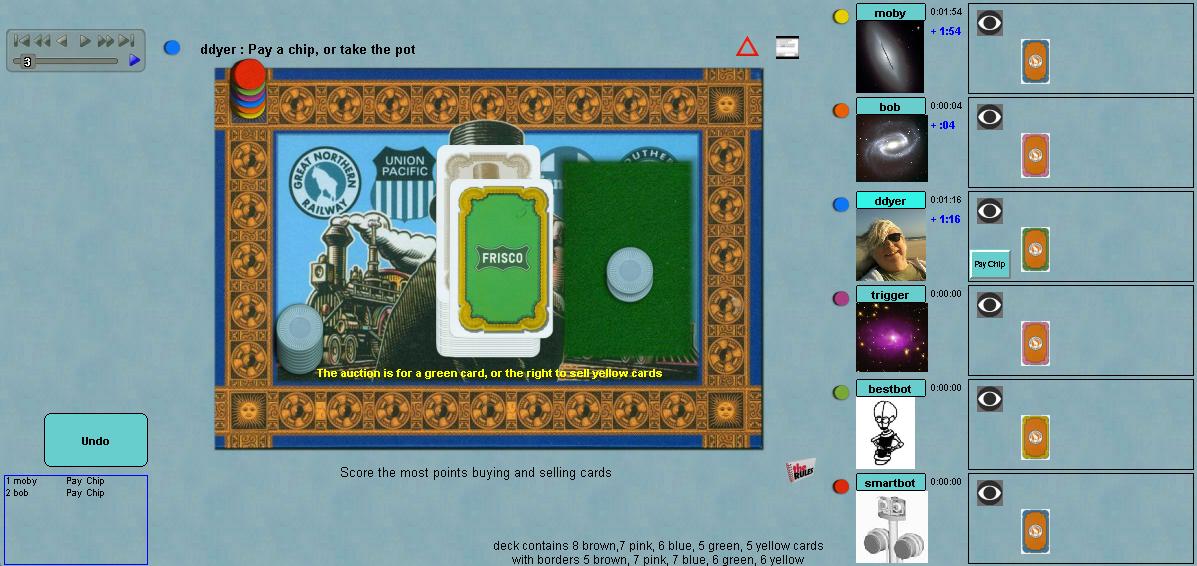 3
ddyer : Pay a chip, or take the pot
GREAT NORTHERN
RAILWAY
UNION
PACIFIC
FRISCO
The auction is for a green card, or the right to sell yellow cards
Undo
1 moby Pay Chip
2 bob Pay Chip
Score the most points buying and selling cards
the RULES
deck contains 8 brown,7 pink, 6 blue, 5 green, 5 yellow cards
with borders 5 brown, 7 pink, 7 blue, 6 green, 6 yellow
moby 0:01:54
+ 1:54
bob 0:00:04
+ :04
ddyer 0:01:16
+ 1:16
Pay Chip
trigger 0:00:00
bestbot 0:00:00
smartbot 0:00:00